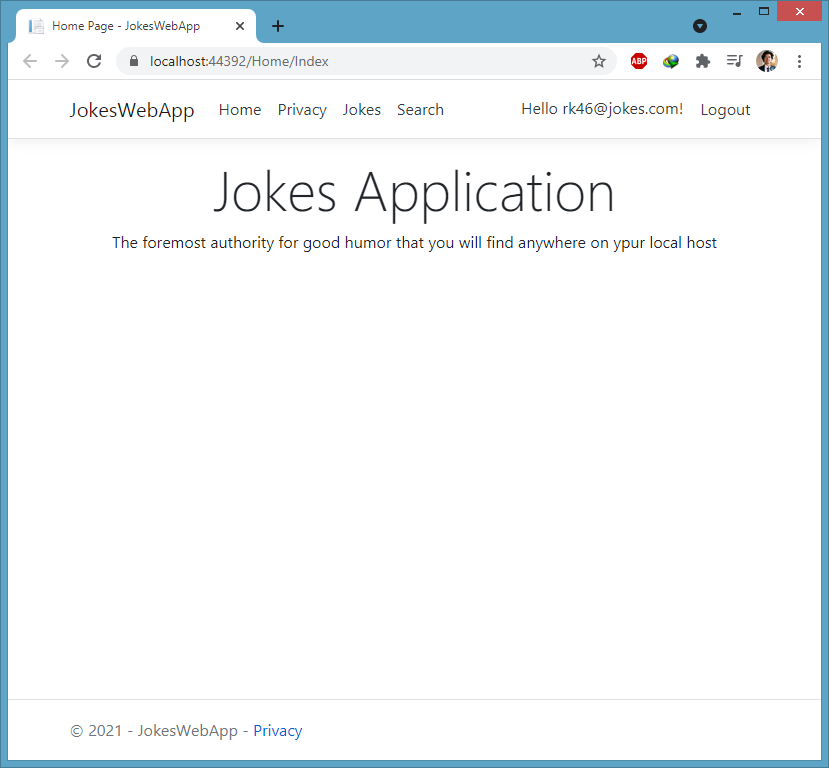 Home Page - JokesWebApp
localhost:44392/Home/Index
ABP
JokesWebApp Home Privacy Jokes Search Hello rk46@jokes.com! Logout
Jokes Application
The foremost authority for good humor that you will find anywhere on ypur local host
© 2021 - JokesWebApp - Privacy